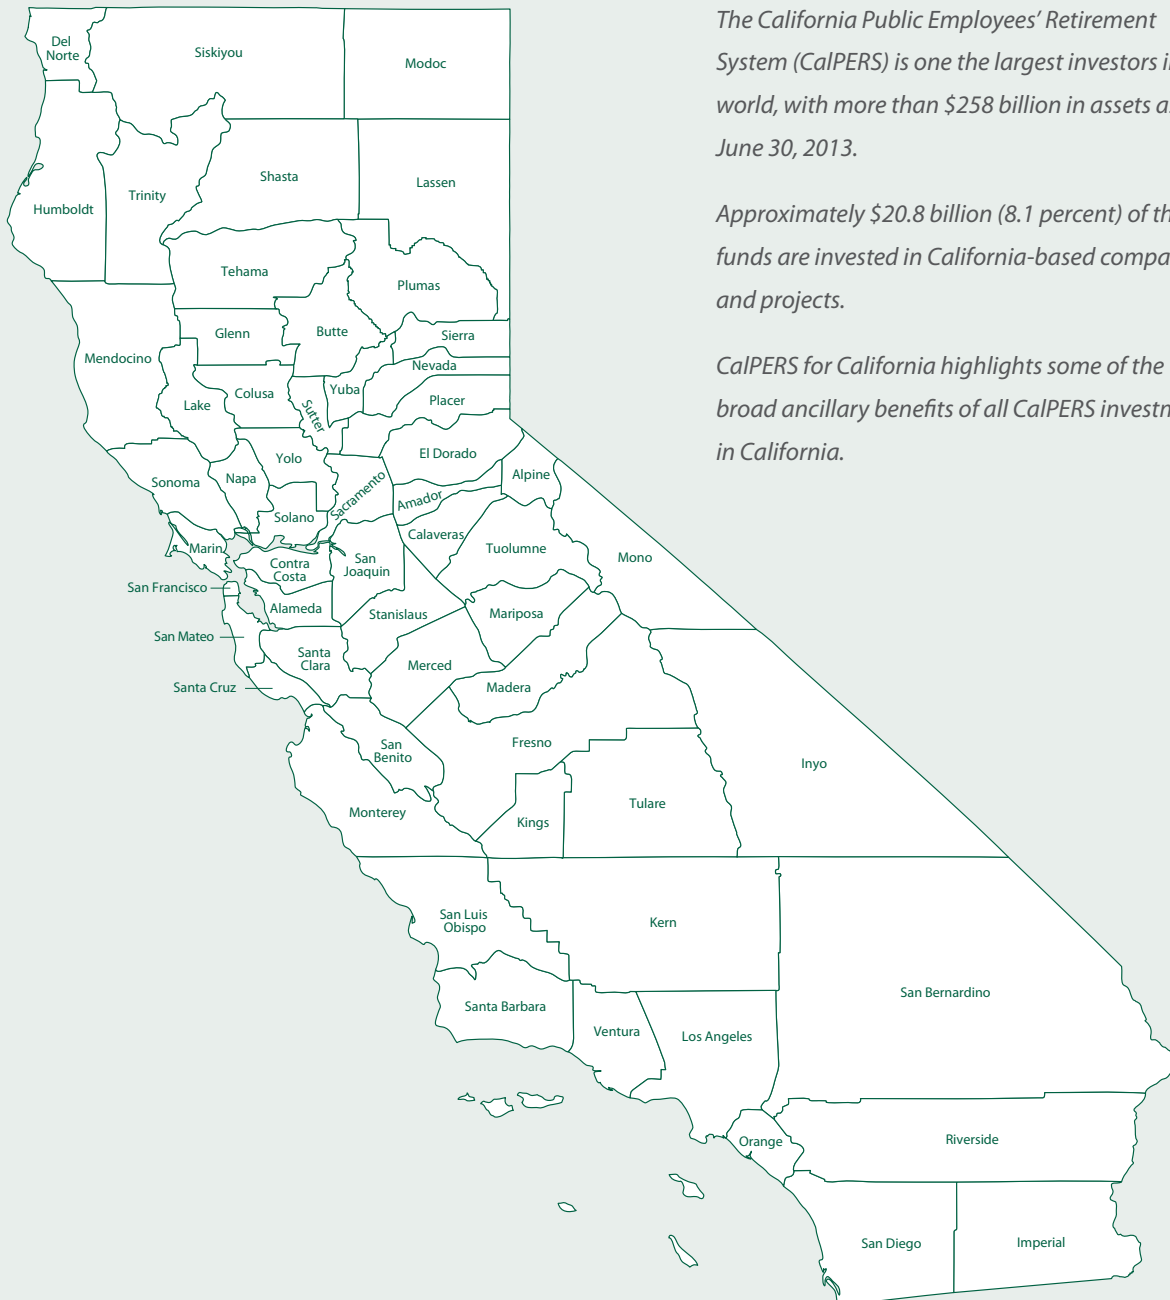 The California Public Employees’ Retirement
System (CalPERS) is one the largest investors i
world, with more than $258 billion in assets a
June 30, 2013.
Approximately $20.8 billion (8.1 percent) of th
funds are invested in California-based compa
and projects.
CalPERS for California highlights some of the
broad ancillary benefits of all CalPERS investm
in California.
Del
Norte
Siskiyou
Modoc
Humboldt
Trinity
Shasta
Lassen
Tehama
Plumas
Glenn
Butte
Sierra
Mendocino
Nevada
Lake
Colusa
Sutter
Yuba
Placer
Yolo
El Dorado
Sonoma
Napa
Sacramento
Alpine
Solano
Amador
Calaveras
Marin
Contra
Costa
San
Joaquin
Tuolumne
Mono
San Francisco
Alameda
Stanislaus
Mariposa
San Mateo
Santa
Clara
Merced
Santa Cruz
Madera
San
Benito
Fresno
Inyo
Monterey
Kings
Tulare
San Luis
Obispo
Kern
San Bernardino
Santa Barbara
Ventura
Los Angeles
Orange
Riverside
San Diego
Imperial